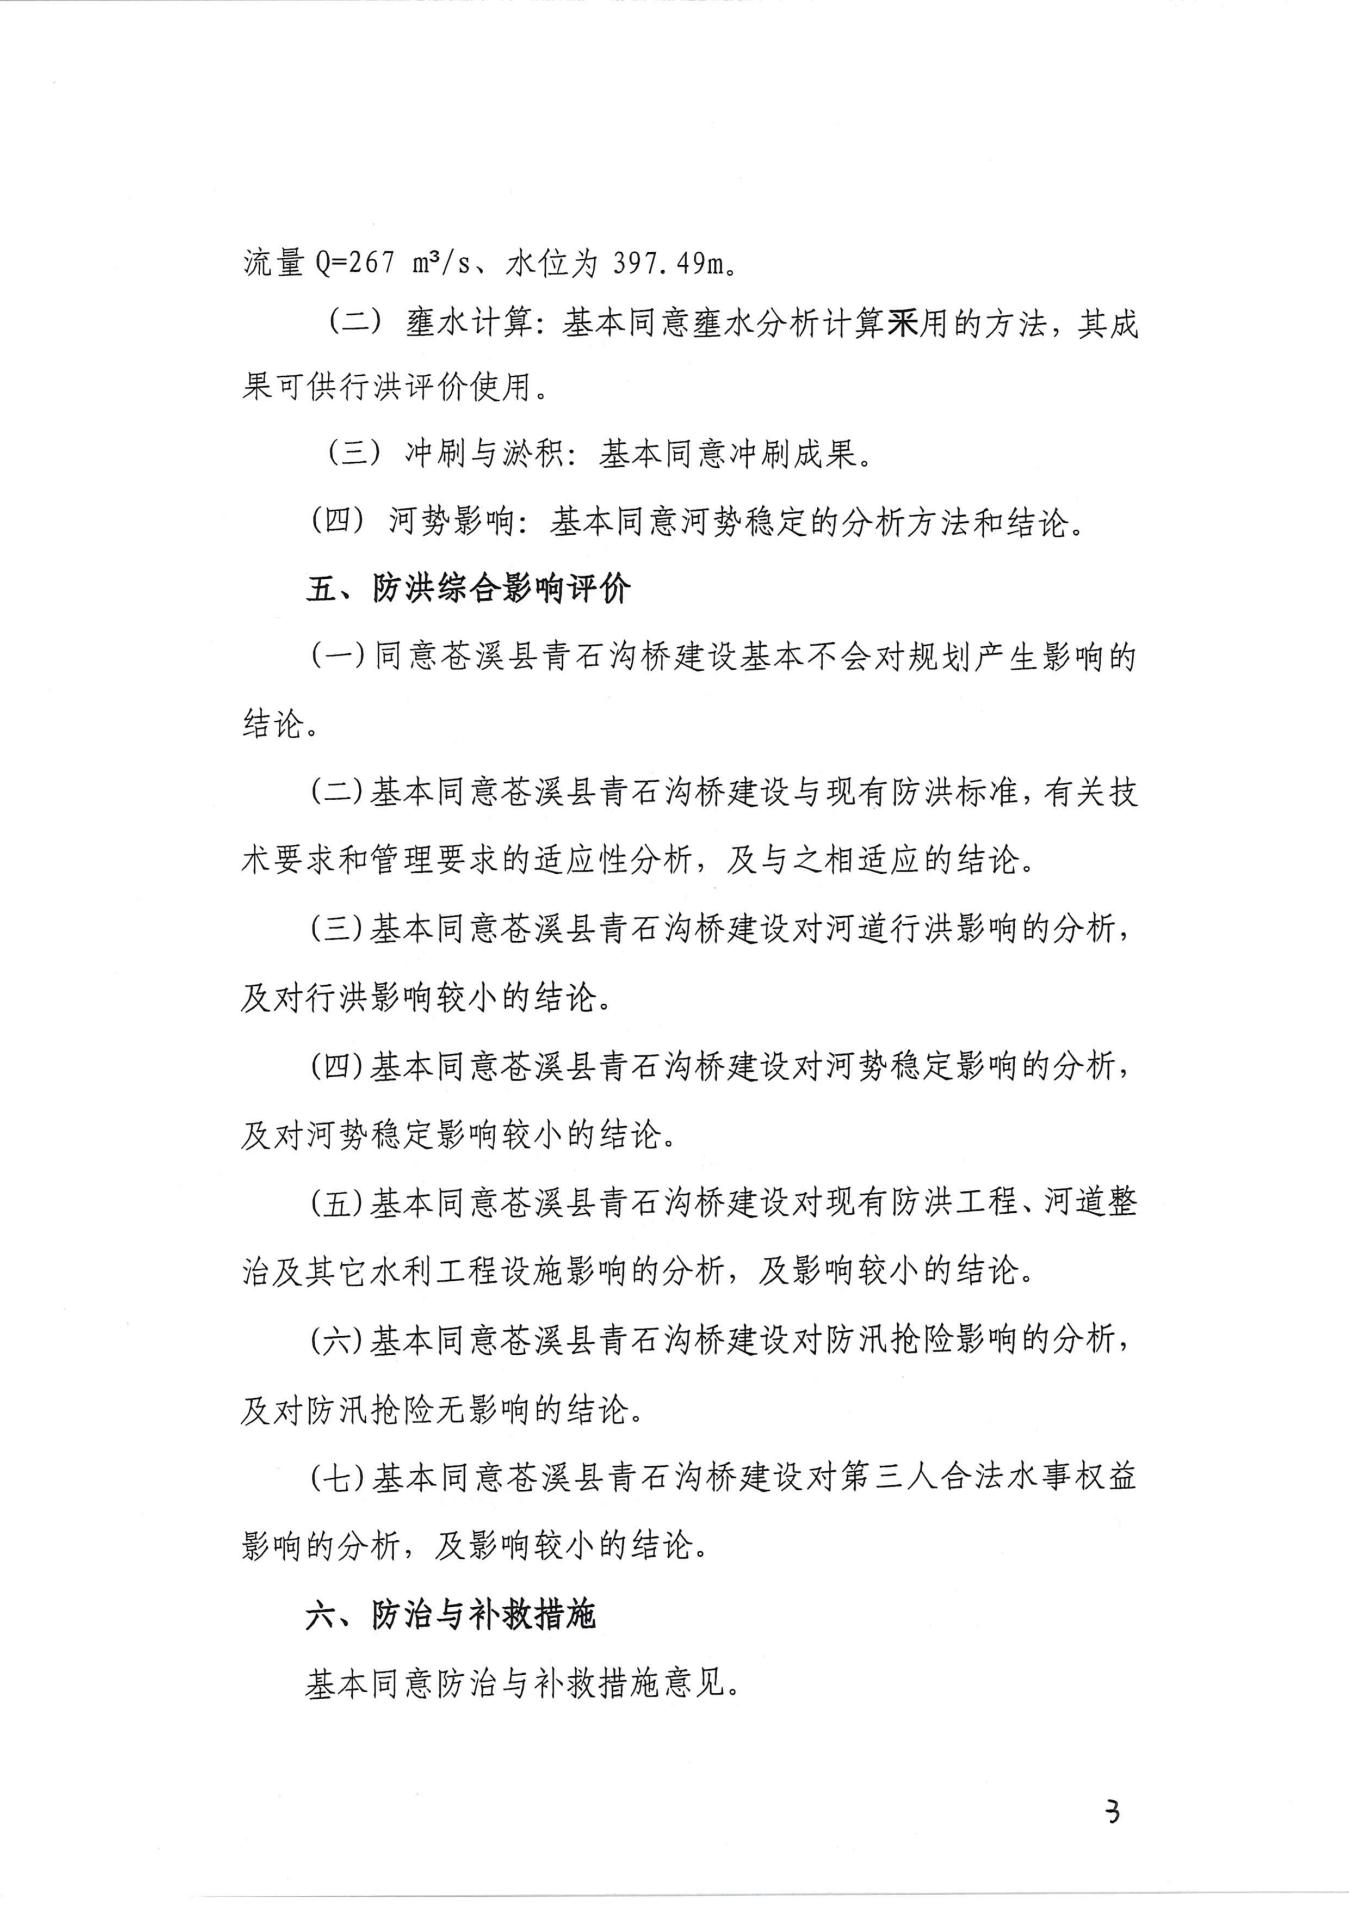 流量 Q=267 m³/s、水位为 397.49m。
（二） 壅水计算：基本同意壅水分析计算采用的方法，其成
果可供行洪评价使用。
（三） 冲刷与淤积：基本同意冲刷成果。
（四） 河势影响：基本同意河势稳定的分析方法和结论。
五、防洪综合影响评价
(一)同意苍溪县青石沟桥建设基本不会对规划产生影响的
结论。
(二)基本同意苍溪县青石沟桥建设与现有防洪标准，有关技
术要求和管理要求的适应性分析，及与之相适应的结论。
(三)基本同意苍溪县青石沟桥建设对河道行洪影响的分析，
及对行洪影响较小的结论。
(四)基本同意苍溪县青石沟桥建设对河势稳定影响的分析，
及对河势稳定影响较小的结论。
(五)基本同意苍溪县青石沟桥建设对现有防洪工程、河道整
治及其它水利工程设施影响的分析，及影响较小的结论。
(六)基本同意苍溪县青石沟桥建设对防汛抢险影响的分析，
及对防汛抢险无影响的结论。
(七)基本同意苍溪县青石沟桥建设对第三人合法水事权益
影响的分析，及影响较小的结论。
六、防治与补救措施
基本同意防治与补救措施意见。
3